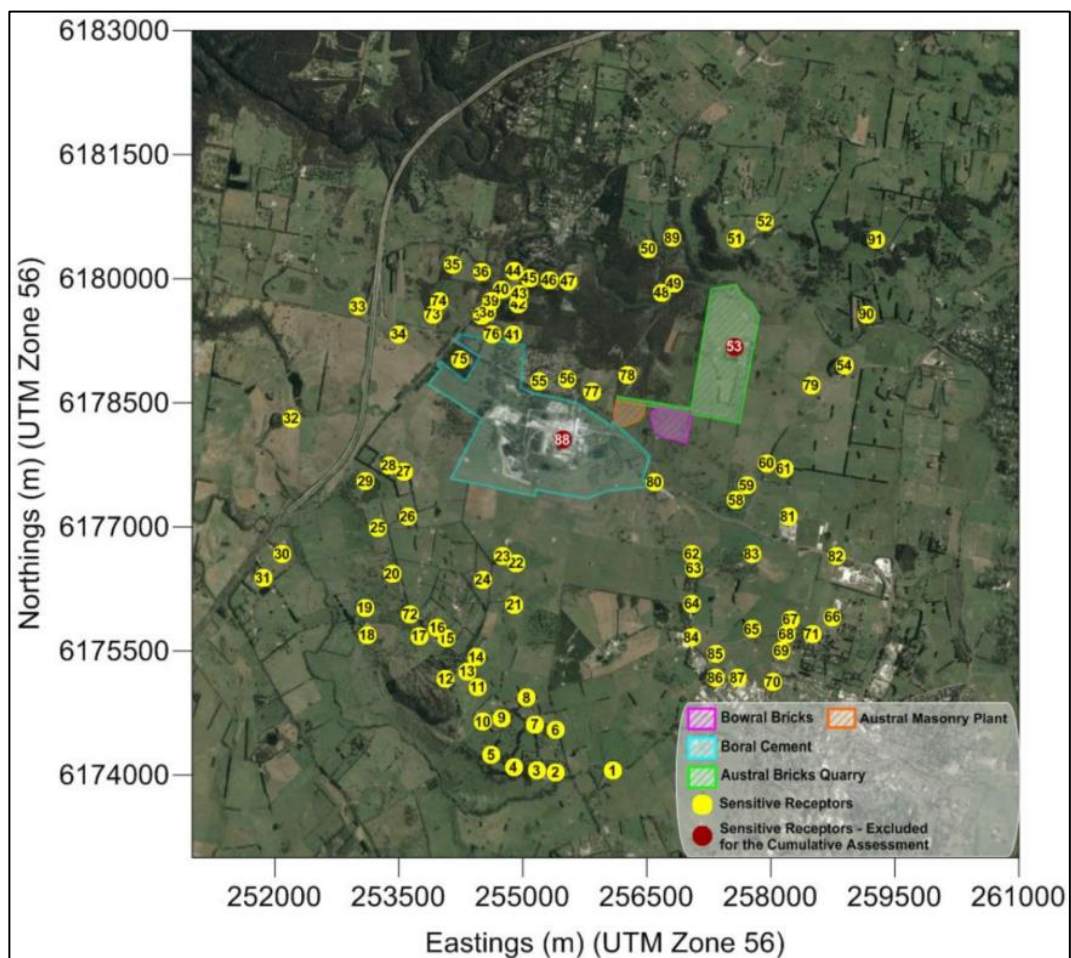 6183000
6181500
6180000
6178500
6177000
6175500
6174000
Northings (m) (UTM Zone 56)
52
89 51 91
50
35 36 44
45 46 47
49
48
40
43
42
74 39
33 73 38
90
34 76 41
53
75 54
78
55 56 79
77
32
88
28 27 60 61
29 80 59
58
26 81
25
30 23 22 62 83 82
31 20 24 63
19 21 64
72 67 66
18 17 16 15 84 65 68 71
14 85 69
12 13 11 86 87 70
8
10 9 7 6
5
4 3 2 1
Bowral Bricks Austral Masonry Plant
Boral Cement
Austral Bricks Quarry
Sensitive Receptors
Sensitive Receptors - Excluded
for the Cumulative Assessment
252000 253500 255000 256500 258000 259500 261000
Eastings (m) (UTM Zone 56)